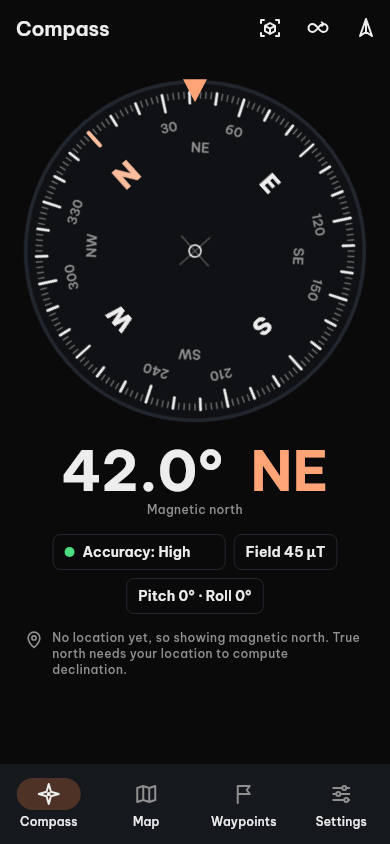 Compass
30
60
NE
N
E
330
120
NW
SE
300
150
W
S
SW
240
210
42.0° NE
Magnetic north
Accuracy: High
Field 45 µT
Pitch 0° · Roll 0°
No location yet, so showing magnetic north. True
north needs your location to compute
declination.
Compass
Map
Waypoints
Settings